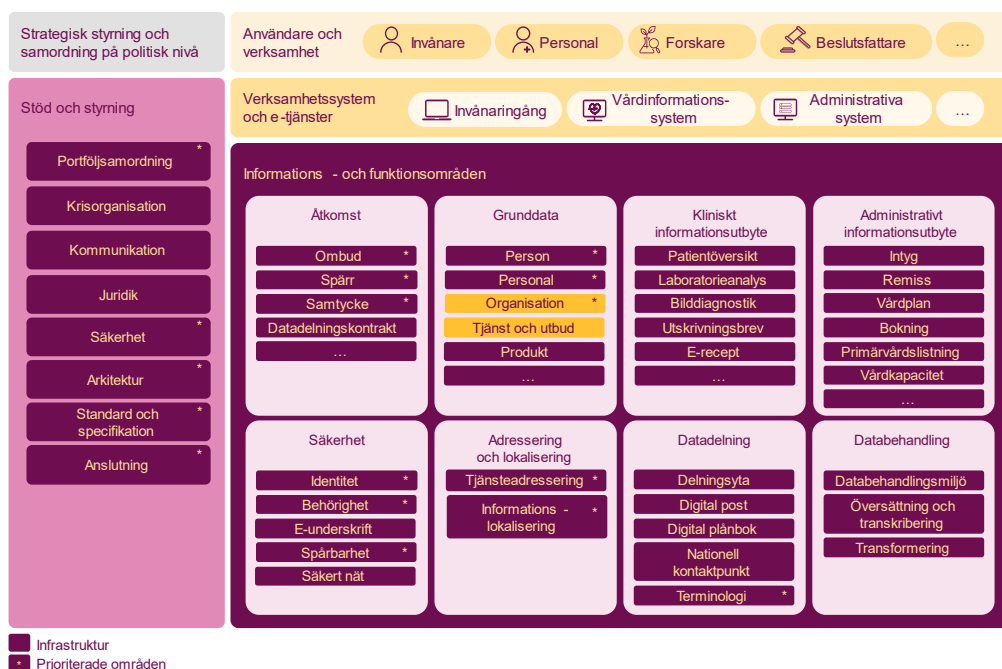 Strategisk styrning och
samordning på politisk nivå
Användare och
verksamhet
Invånare
Personal
Forskare
Beslutsfattare
...
Stöd och styrning
Portföljsamordning *
Krisorganisation
Kommunikation
Juridik
Säkerhet *
Arkitektur *
Standard och *
specifikation
Anslutning *
Verksamhetssystem
och e-tjänster
Invånaringång
Vårdinformations-
system
Administrativa
system
...
Informations - och funktionsområden
Åtkomst
Ombud *
Spärr *
Samtycke *
Datadelningskontrakt
...
Grunddata
Person *
Personal *
Organisation *
Tjänst och utbud
Produkt
...
Kliniskt
informationsutbyte
Patientöversikt
Laboratorieanalys
Bilddiagnostik
Utskrivningsbrev
E-recept
...
Administrativt
informationsutbyte
Intyg
Remiss
Vårdplan
Bokning
Primärvårdslistning
Vårdkapacitet
...
Säkerhet
Identitet *
Behörighet *
E-underskrift
Spårbarhet *
Säkert nät
Adressering
och lokalisering
Tjänsteadressering *
Informations - *
lokalisering
Datadelning
Delningsyta
Digital post
Digital plånbok
Nationell
kontaktpunkt
Terminologi *
Databehandling
Databehandlingsmiljö
Översättning och
transkribering
Transformering
Infrastruktur
* Prioriterade områden